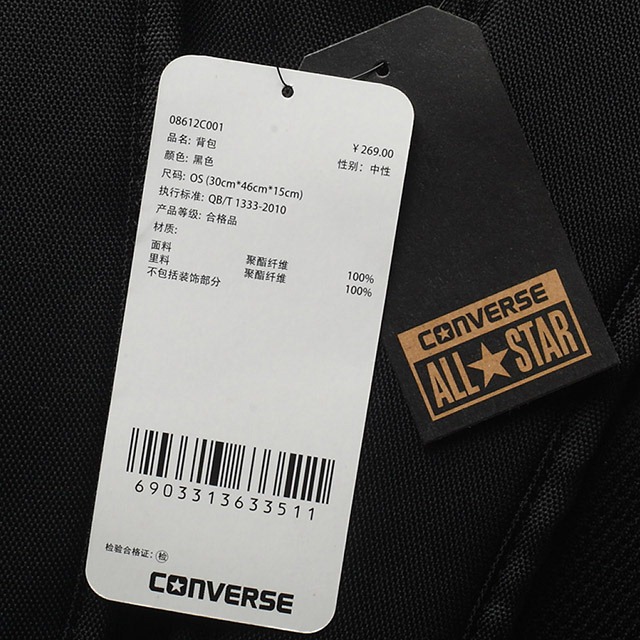 08612C001
品名: 背包
¥ 269.00
颜色: 黑色
性别: 中性
尺码: OS (30cm*46cm*15cm)
执行标准: QB/T 1333-2010
产品等级: 合格品
材质:
面料 聚酯纤维 100%
里料 聚酯纤维 100%
不包括装饰部分
6903313633511
检验合格证: 检
CONVERSE
CONVERSE
ALL STAR